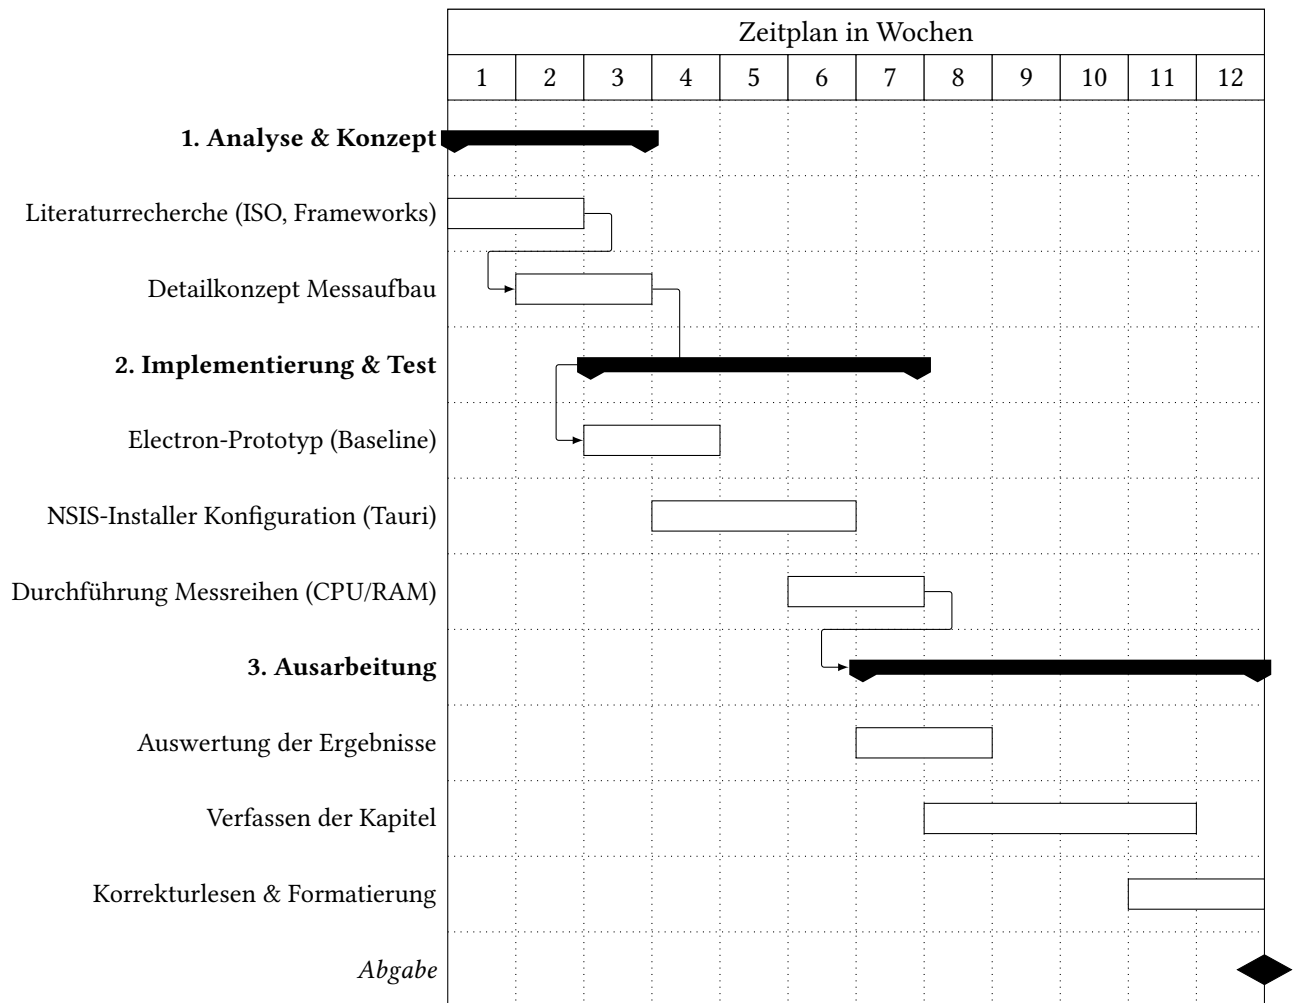 Zeitplan in Wochen
1 2 3 4 5 6 7 8 9 10 11 12
1. Analyse & Konzept
Literaturrecherche (ISO, Frameworks)
Detailkonzept Messaufbau
2. Implementierung & Test
Electron-Prototyp (Baseline)
NSIS-Installer Konfiguration (Tauri)
Durchführung Messreihen (CPU/RAM)
3. Ausarbeitung
Auswertung der Ergebnisse
Verfassen der Kapitel
Korrekturlesen & Formatierung
Abgabe